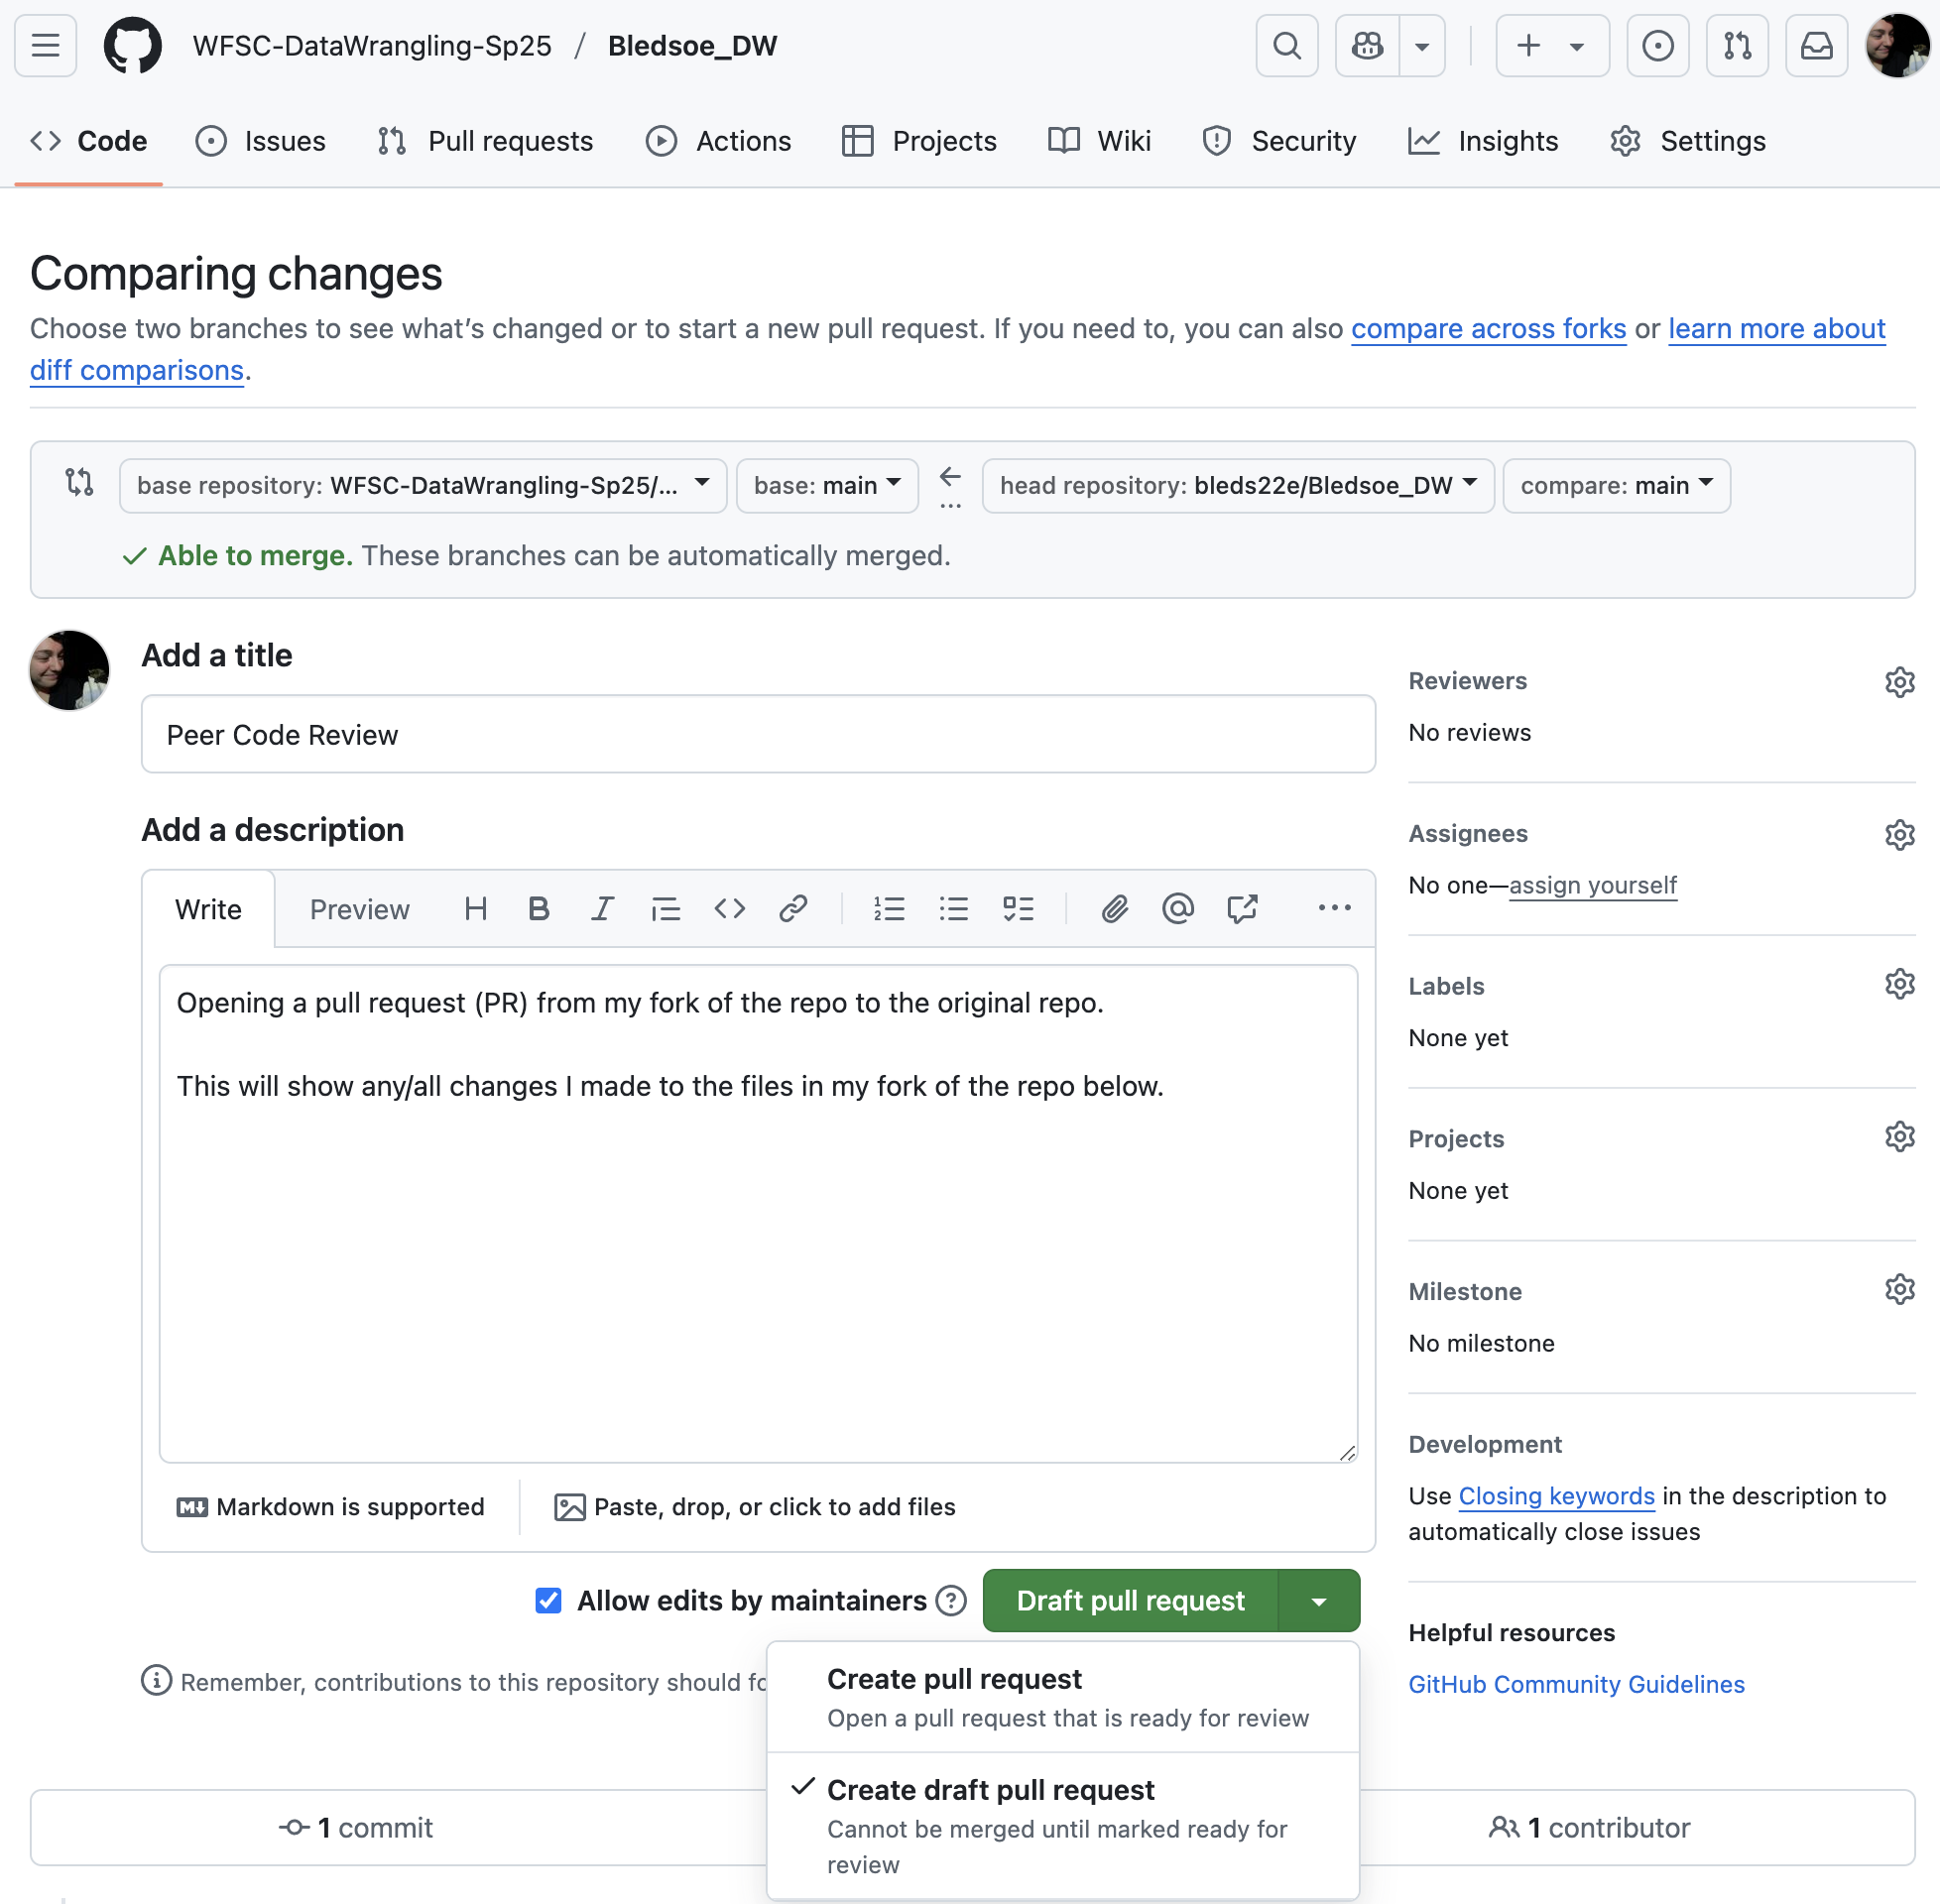 WFSC-DataWrangling-Sp25 / Bledsoe_DW
Code Issues Pull requests Actions Projects Wiki Security Insights Settings
Comparing changes
Choose two branches to see what's changed or to start a new pull request. If you need to, you can also compare across forks or learn more about
diff comparisons.
base repository: WFSC-DataWrangling-Sp25/... base: main ← ... head repository: bleds22e/Bledsoe_DW compare: main
Able to merge. These branches can be automatically merged.
Add a title
Peer Code Review
Add a description
Write Preview
Opening a pull request (PR) from my fork of the repo to the original repo.
This will show any/all changes I made to the files in my fork of the repo below.
Markdown is supported
Paste, drop, or click to add files
Allow edits by maintainers
Draft pull request
Create pull request
Open a pull request that is ready for review
Create draft pull request
Cannot be merged until marked ready for
review
Remember, contributions to this repository should fo
1 commit
1 contributor
Reviewers
No reviews
Assignees
No one—assign yourself
Labels
None yet
Projects
None yet
Milestone
No milestone
Development
Use Closing keywords in the description to
automatically close issues
Helpful resources
GitHub Community Guidelines